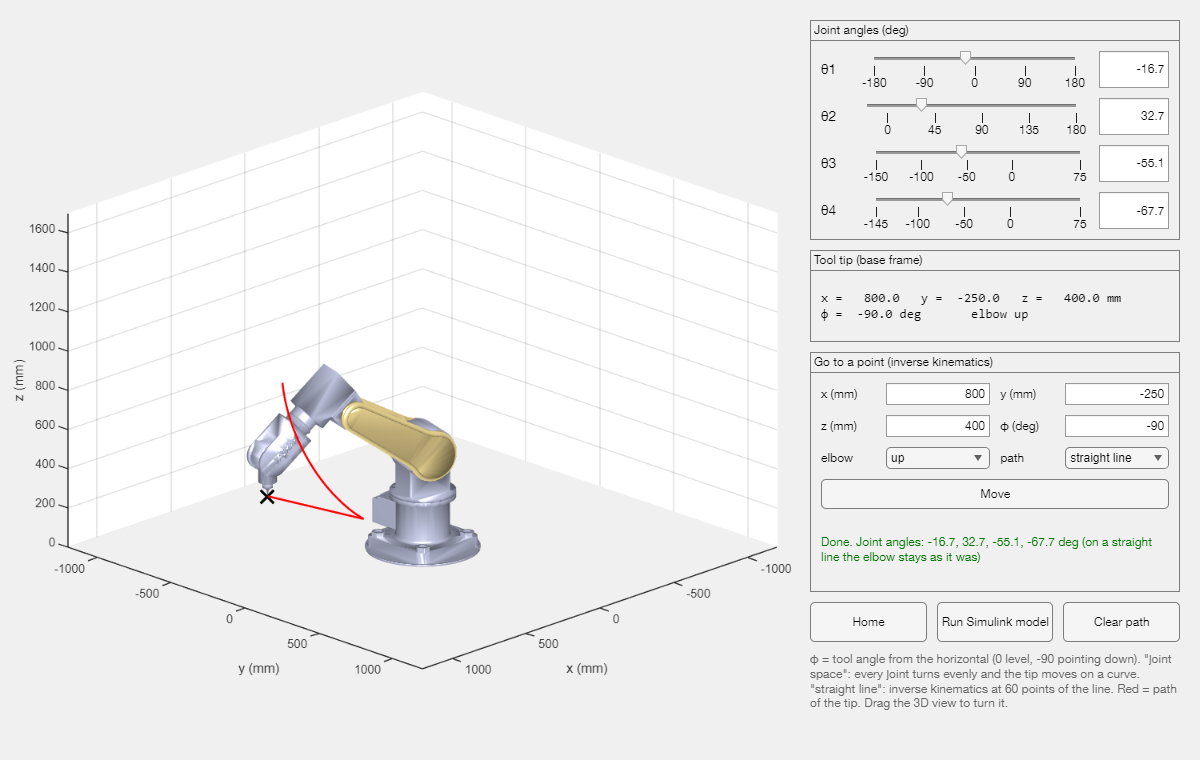 Joint angles (deg)
θ1
-180 -90 0 90 180
-16.7
θ2
0 45 90 135 180
32.7
θ3
-150 -100 -50 0 75
-55.1
θ4
-145 -100 -50 0 75
-67.7
Tool tip (base frame)
x = 800.0 y = -250.0 z = 400.0 mm
ϕ = -90.0 deg elbow up
Go to a point (inverse kinematics)
x (mm) 800 y (mm) -250
z (mm) 400 ϕ (deg) -90
elbow up path straight line
Move
Done. Joint angles: -16.7, 32.7, -55.1, -67.7 deg (on a straight
line the elbow stays as it was)
Home Run Simulink model Clear path
ϕ = tool angle from the horizontal (0 level, -90 pointing down). "Joint
space": every joint turns evenly and the tip moves on a curve.
"straight line": inverse kinematics at 60 points of the line. Red = path
of the tip. Drag the 3D view to turn it.
z (mm)
1600
1400
1200
1000
800
600
400
200
0
-1000
-500
0
500
1000
y (mm)
-1000
-500
0
500
1000
x (mm)